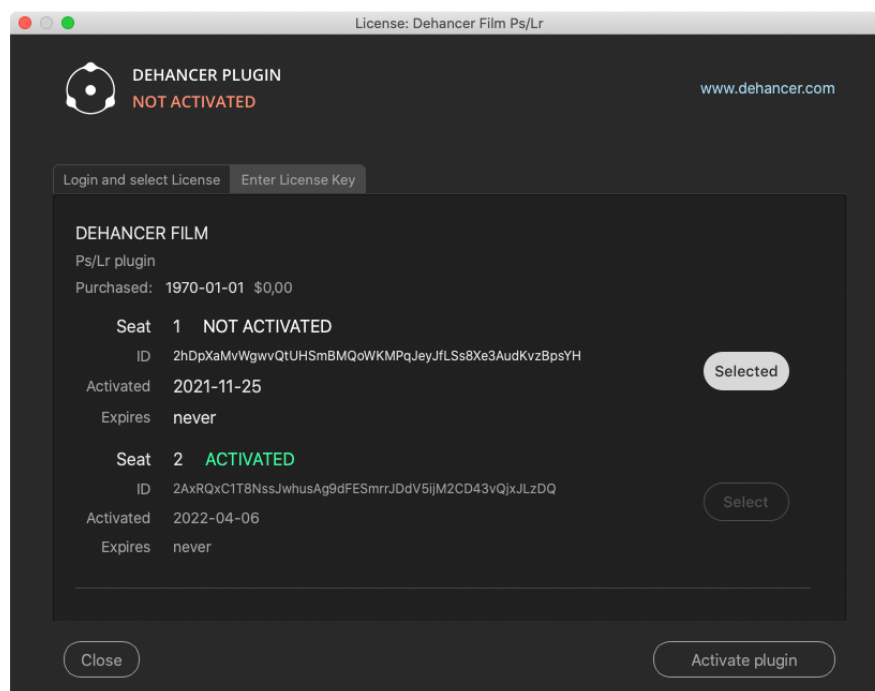 License: Dehancer Film Ps/Lr
DEHANCER PLUGIN
NOT ACTIVATED
www.dehancer.com
Login and select License Enter License Key
DEHANCER FILM
Ps/Lr plugin
Purchased: 1970-01-01 $0,00
Seat 1 NOT ACTIVATED
ID 2hDpXaMvWgwvQtUHSmBMQoWKMPqJeyJfLSs8Xe3AudKvzBpsYH
Selected
Activated 2021-11-25
Expires never
Seat 2 ACTIVATED
ID 2AxRQxC1T8NssJwhusAg9dFESmrrJDdV5ijM2CD43vQjxJLzDQ
Select
Activated 2022-04-06
Expires never
Close Activate plugin